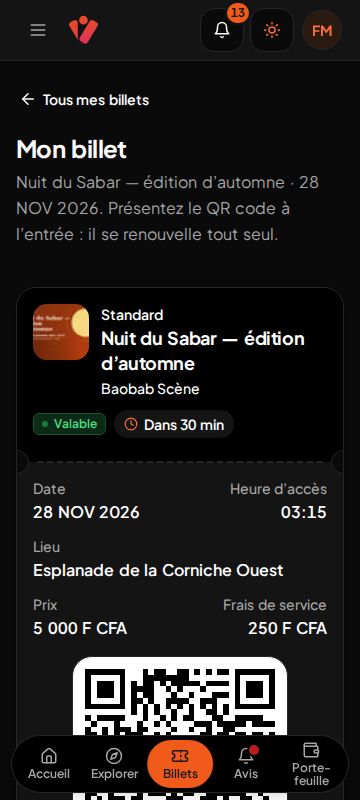 13
FM
Tous mes billets
Mon billet
Nuit du Sabar — édition d’automne · 28
NOV 2026. Présentez le QR code à
l’entrée : il se renouvelle tout seul.
Standard
Nuit du Sabar — édition
d’automne
Baobab Scène
Valable
Dans 30 min
Date
Heure d’accès
28 NOV 2026
03:15
Lieu
Esplanade de la Corniche Ouest
Prix
Frais de service
5 000 F CFA
250 F CFA
Accueil
Explorer
Billets
Avis
Porte-
feuille